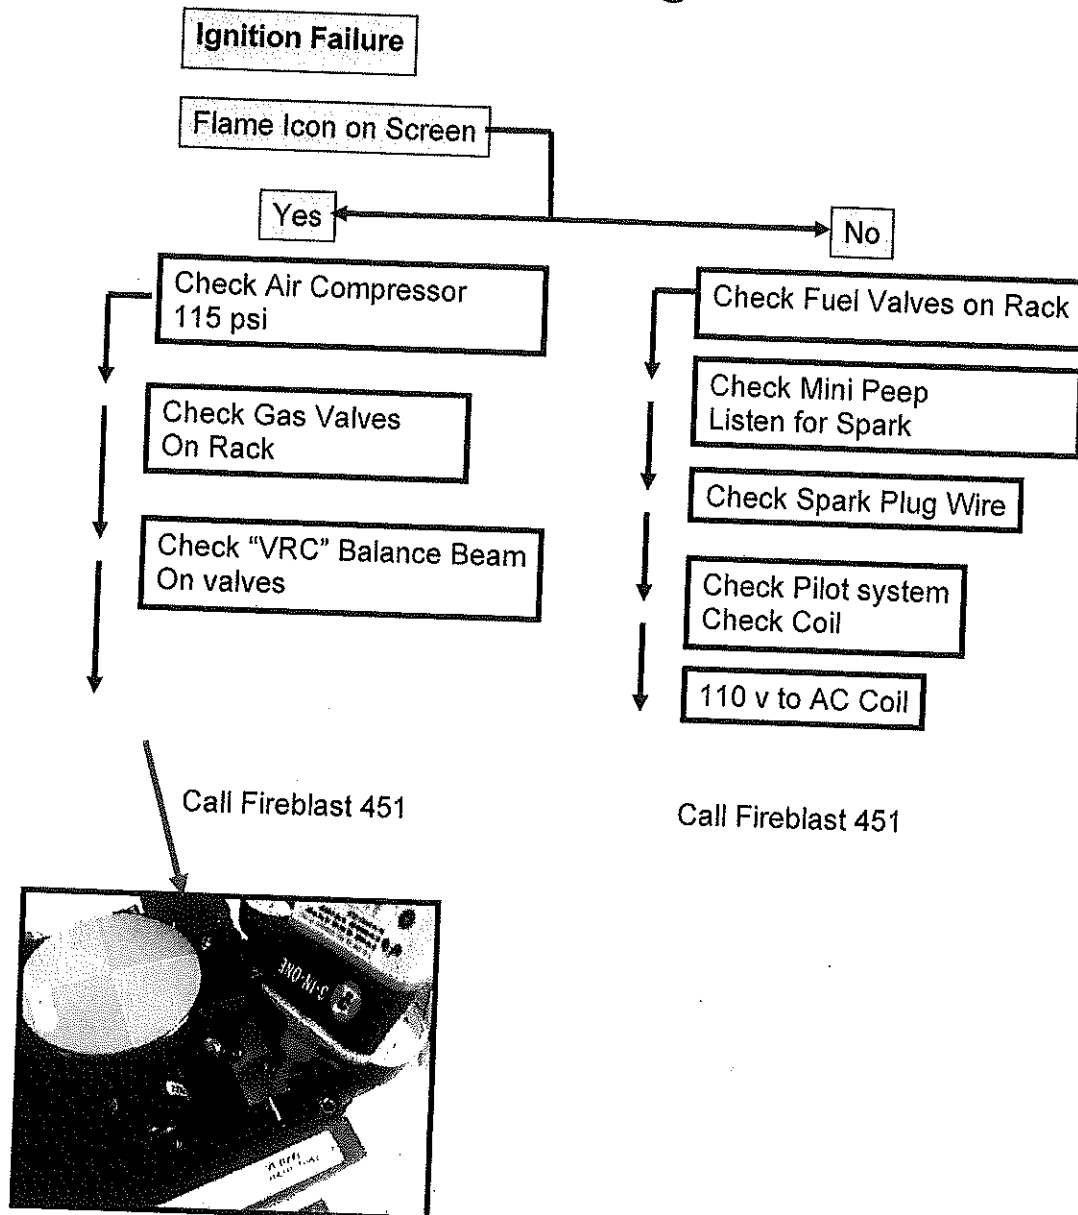 Ignition Failure
Flame Icon on Screen
Yes
No
Check Air Compressor
115 psi
Check Gas Valves
On Rack
Check "VRC" Balance Beam
On valves
Call Fireblast 451
Check Fuel Valves on Rack
Check Mini Peep
Listen for Spark
Check Spark Plug Wire
Check Pilot system
Check Coil
110 v to AC Coil
Call Fireblast 451
3-IN-ONE